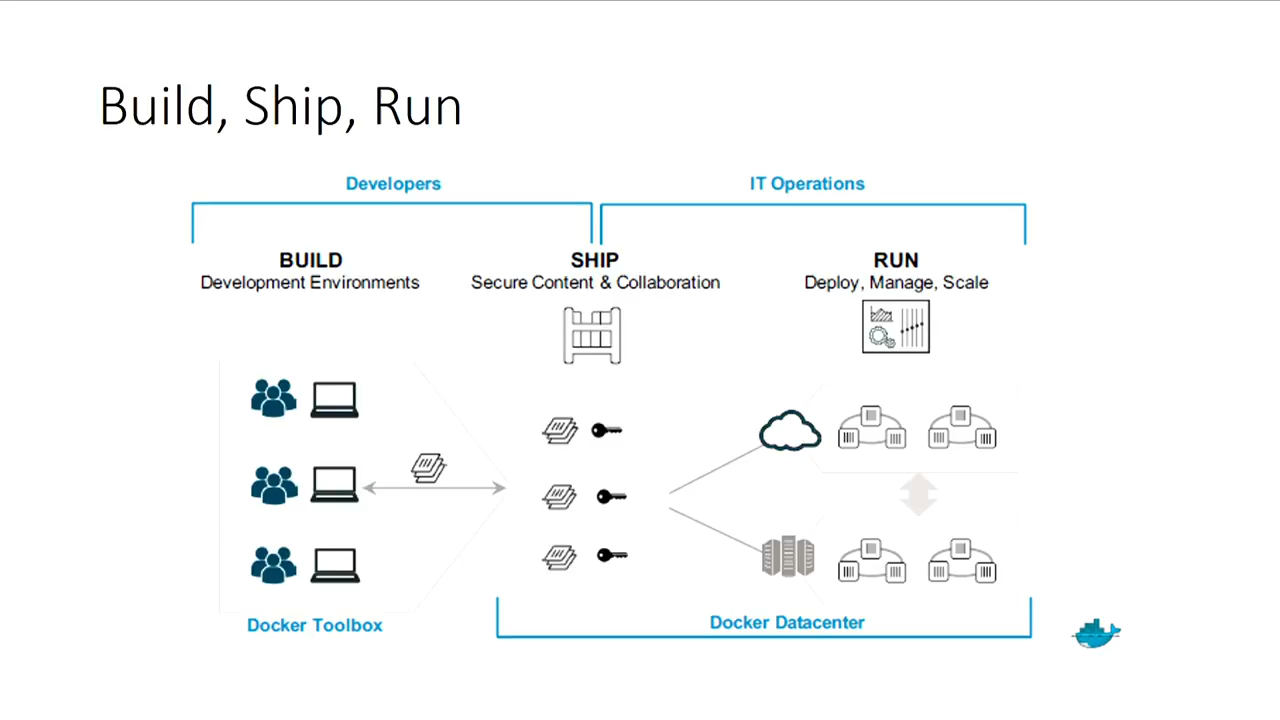 Build, Ship, Run
Developers
IT Operations
BUILD
Development Environments
SHIP
Secure Content & Collaboration
RUN
Deploy, Manage, Scale
Docker Toolbox
Docker Datacenter